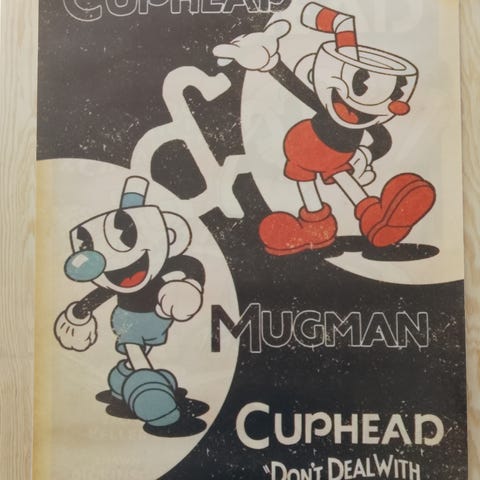 CUPHEAD
&
MUGMAN
CUPHEAD
"DON'T DEAL WITH